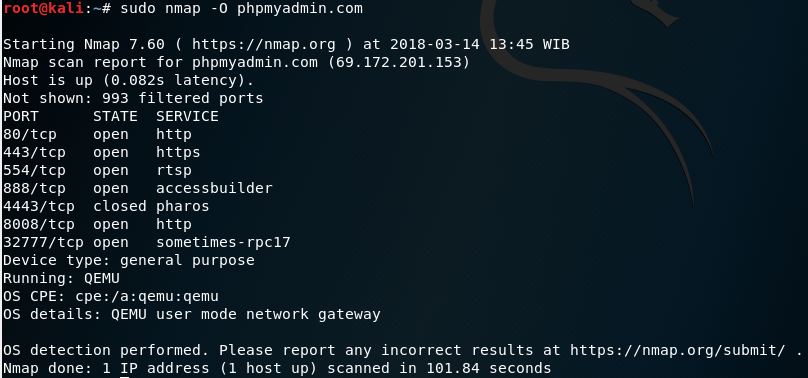 root@kali:~# sudo nmap -O phpmyadmin.com
Starting Nmap 7.60 ( https://nmap.org ) at 2018-03-14 13:45 WIB
Nmap scan report for phpmyadmin.com (69.172.201.153)
Host is up (0.082s latency).
Not shown: 993 filtered ports
PORT      STATE  SERVICE
80/tcp    open   http
443/tcp   open   https
554/tcp   open   rtsp
888/tcp   open   accessbuilder
4443/tcp  closed pharos
8008/tcp  open   http
32777/tcp open   sometimes-rpc17
Device type: general purpose
Running: QEMU
OS CPE: cpe:/a:qemu:qemu
OS details: QEMU user mode network gateway
OS detection performed. Please report any incorrect results at https://nmap.org/submit/ .
Nmap done: 1 IP address (1 host up) scanned in 101.84 seconds